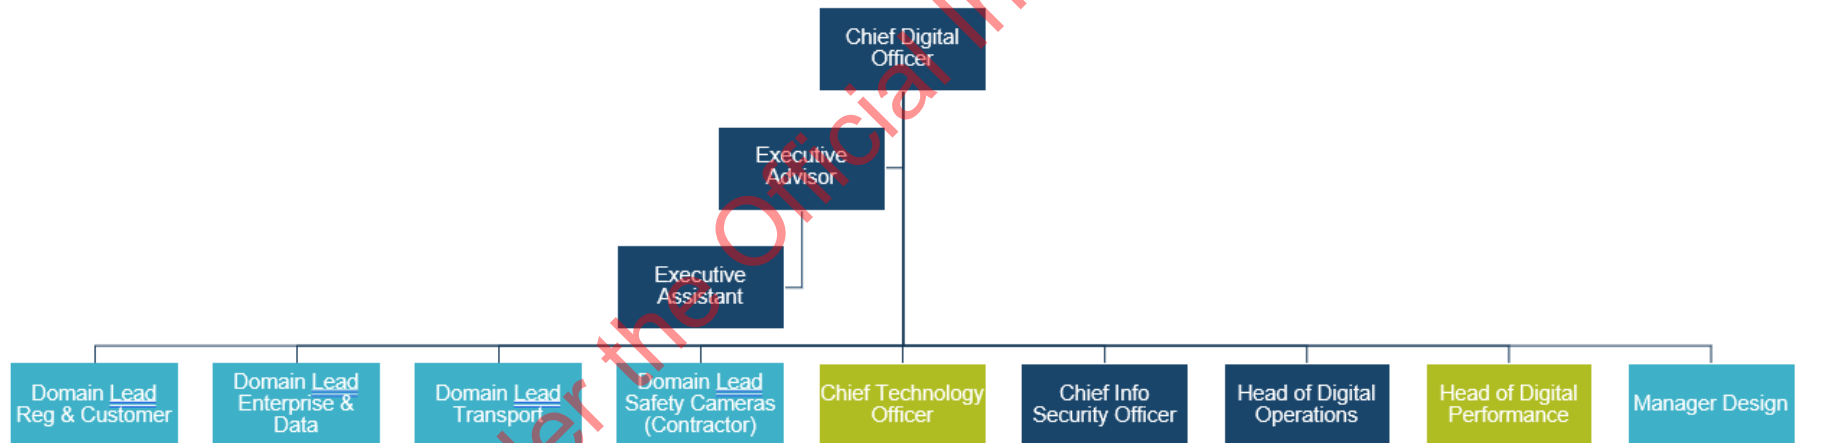 Chief Digital
Officer
Executive
Advisor
Executive
Assistant
Domain Lead
Reg & Customer
Domain Lead
Enterprise &
Data
Domain Lead
Transport
Domain Lead
Safety Cameras
(Contractor)
Chief Technology
Officer
Chief Info
Security Officer
Head of Digital
Operations
Head of Digital
Performance
Manager Design
the Official